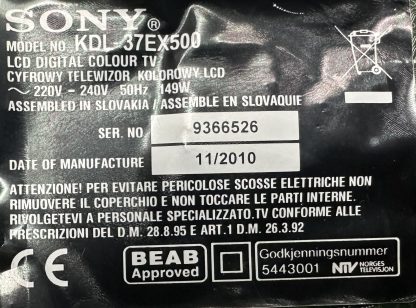 SONY®
MODEL NO. KDL-37EX500
LCD DIGITAL COLOUR TV
CYFROWY TELEWIZOR, KOLOROWY,LCD
~ 220V - 240V 50Hz 149W
ASSEMBLED IN SLOVAKIA / ASSEMBLÉ EN SLOVAQUIE
SER. NO 9366526
DATE OF MANUFACTURE 11/2010
ATTENZIONE! PER EVITARE PERICOLOSE SCOSSE ELETTRICHE NON
RIMUOVERE IL COPERCHIO E NON TOCCARE LE PARTI INTERNE.
RIVOLGETEVI A PERSONALE SPECIALIZZATO.TV CONFORME ALLE
PRESCRIZIONI DEL D.M. 28.8.95 E ART.1 D.M. 26.3.92
CE
BEAB
Approved
Godkjenningsnummer
5443001 NTV NORGES
TELEVISJON